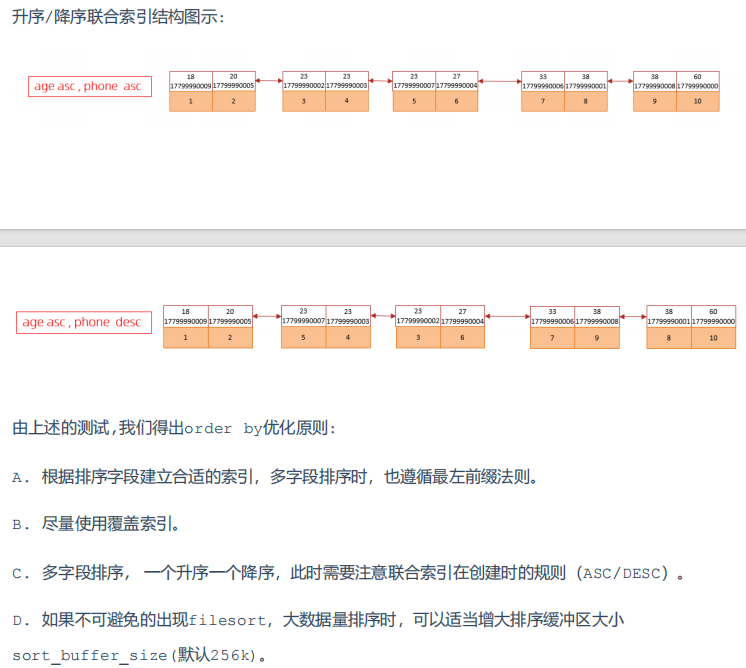 升序/降序联合索引结构图示:
age asc , phone asc
18 20 23 23 23 27 33 38 38 60
17799990009 17799990005 17799990002 17799990003 17799990007 17799990004 17799990006 17799990001 17799990008 17799990000
1 2 3 4 5 6 7 8 9 10
age asc , phone desc
18 20 23 23 23 27 33 38 38 60
17799990009 17799990005 17799990007 17799990003 17799990002 17799990004 17799990006 17799990008 17799990001 17799990000
1 2 5 4 3 6 7 9 8 10
由上述的测试,我们得出order by优化原则:
A. 根据排序字段建立合适的索引，多字段排序时，也遵循最左前缀法则。
B. 尽量使用覆盖索引。
C. 多字段排序, 一个升序一个降序，此时需要注意联合索引在创建时的规则（ASC/DESC）。
D. 如果不可避免的出现filesort，大数据量排序时，可以适当增大排序缓冲区大小
sort_buffer_size(默认256k)。